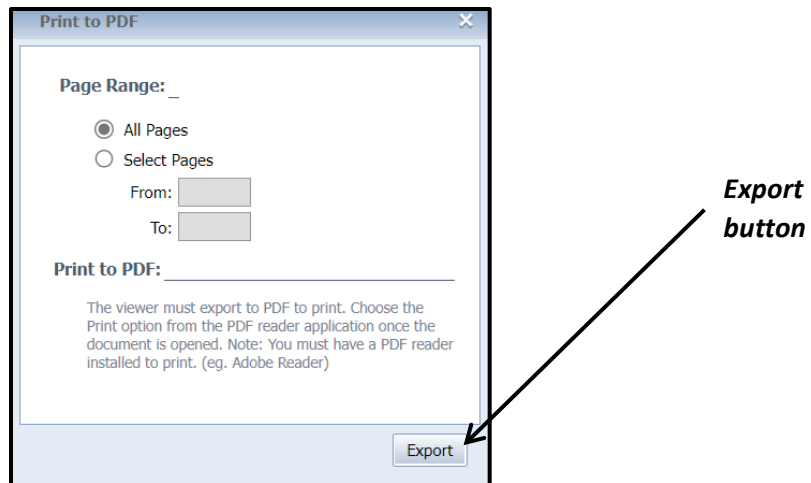 Print to PDF
Page Range: _
All Pages
Select Pages
From:
To:
Print to PDF:
The viewer must export to PDF to print. Choose the
Print option from the PDF reader application once the
document is opened. Note: You must have a PDF reader
installed to print. (eg. Adobe Reader)
Export
Export
button